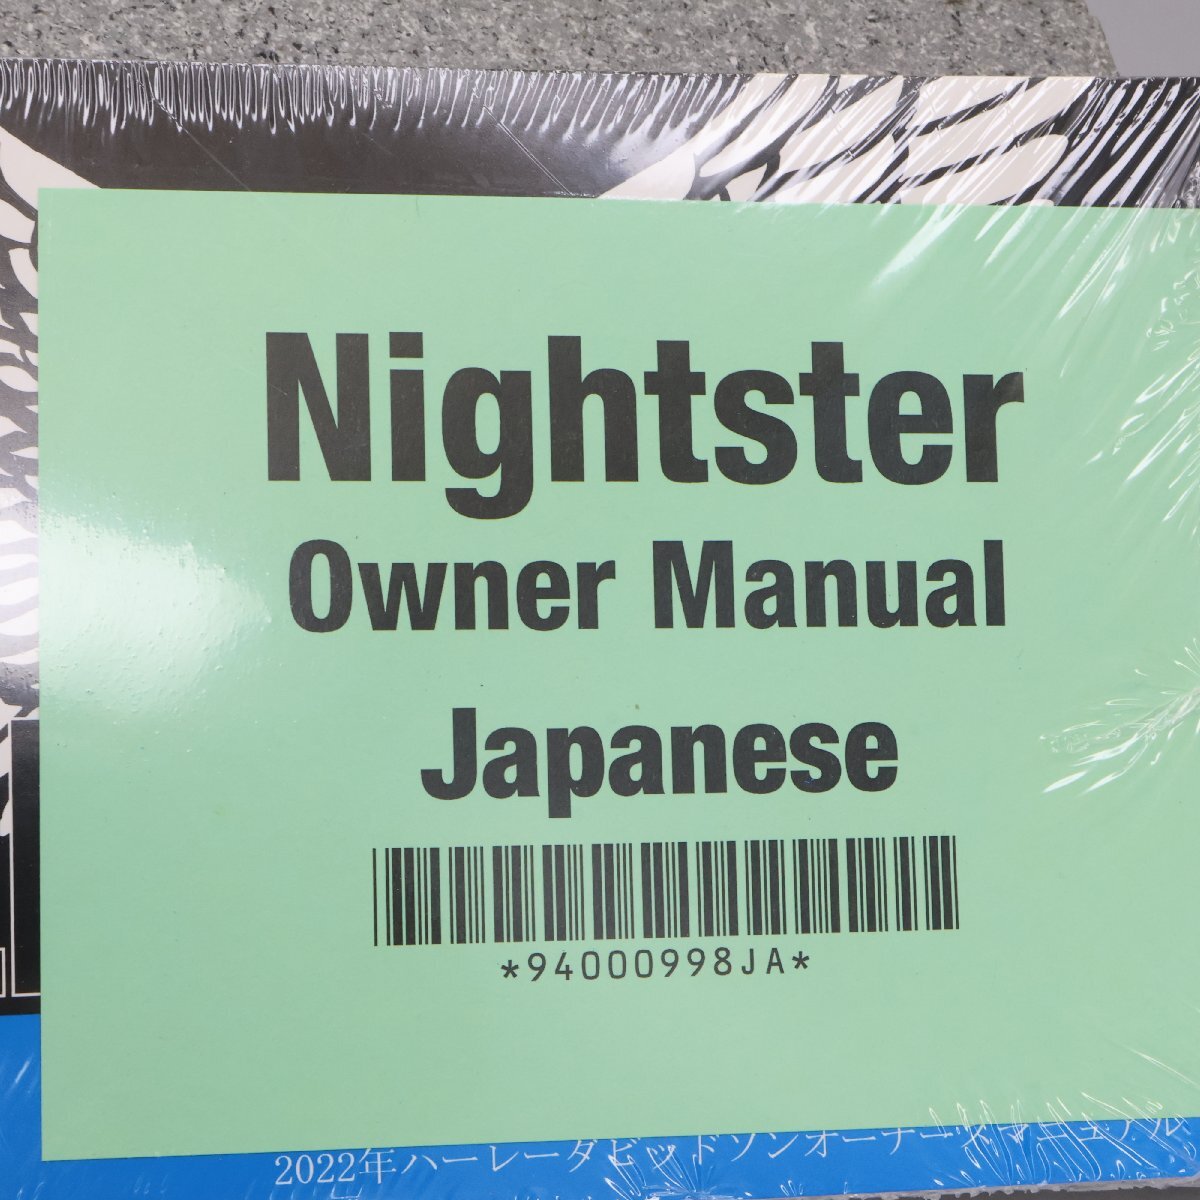 Nightster
Owner Manual
Japanese
*94000998JA*
2022年ハーレーダビッドソンオーナーズマニュアル